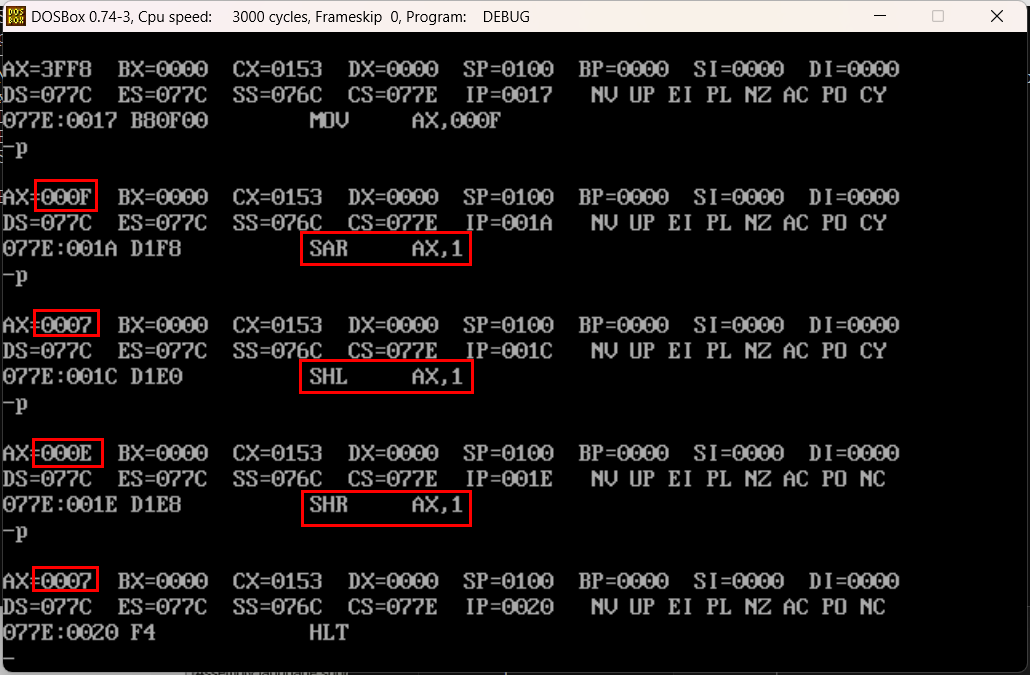 DOSBox 0.74-3, Cpu speed: 3000 cycles, Frameskip 0, Program: DEBUG
AX=3FF8 BX=0000 CX=0153 DX=0000 SP=0100 BP=0000 SI=0000 DI=0000
DS=077C ES=077C SS=076C CS=077E IP=0017 NV UP EI PL NZ AC PO CY
077E:0017 B80F00 MOV AX,000F
-p
AX=000F BX=0000 CX=0153 DX=0000 SP=0100 BP=0000 SI=0000 DI=0000
DS=077C ES=077C SS=076C CS=077E IP=001A NV UP EI PL NZ AC PO CY
077E:001A D1F8 SAR AX,1
-p
AX=0007 BX=0000 CX=0153 DX=0000 SP=0100 BP=0000 SI=0000 DI=0000
DS=077C ES=077C SS=076C CS=077E IP=001C NV UP EI PL NZ AC PO CY
077E:001C D1E0 SHL AX,1
-p
AX=000E BX=0000 CX=0153 DX=0000 SP=0100 BP=0000 SI=0000 DI=0000
DS=077C ES=077C SS=076C CS=077E IP=001E NV UP EI PL NZ AC PO NC
077E:001E D1E8 SHR AX,1
-p
AX=0007 BX=0000 CX=0153 DX=0000 SP=0100 BP=0000 SI=0000 DI=0000
DS=077C ES=077C SS=076C CS=077E IP=0020 NV UP EI PL NZ AC PO NC
077E:0020 F4 HLT
-